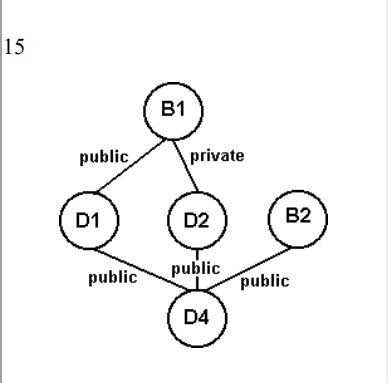 15
B1
public private
D1 D2 B2
public public public
D4